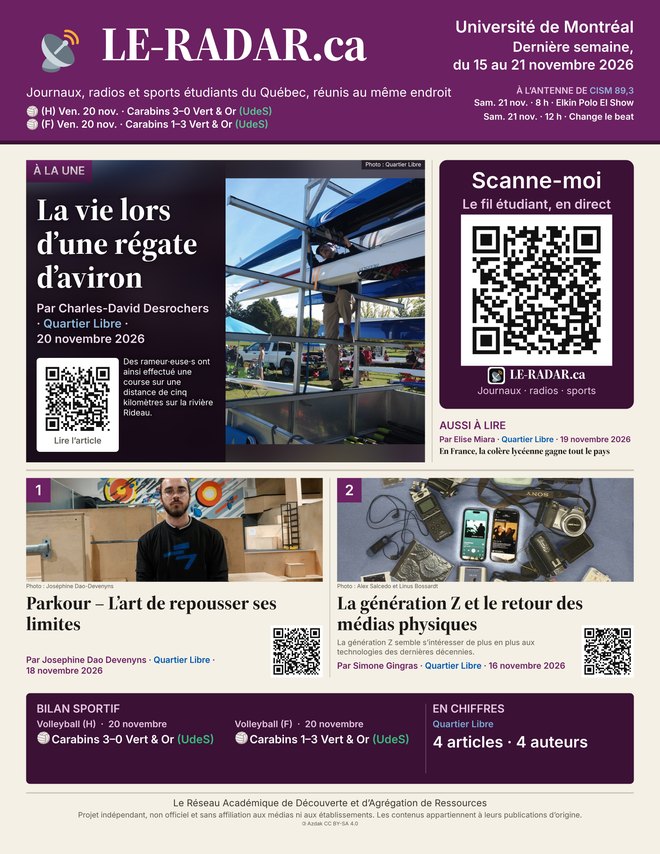 LE-RADAR.ca
Université de Montréal
Dernière semaine,
du 15 au 21 novembre 2026
Journaux, radios et sports étudiants du Québec, réunis au même endroit
(H) Ven. 20 nov. · Carabins 3–0 Vert & Or (UdeS)
(F) Ven. 20 nov. · Carabins 1–3 Vert & Or (UdeS)
À L'ANTENNE DE CISM 89,3
Sam. 21 nov. · 8 h · Elkin Polo El Show
Sam. 21 nov. · 12 h · Change le beat
À LA UNE
Photo : Quartier Libre
La vie lors
d'une régate
d'aviron
Par Charles-David Desrochers
· Quartier Libre ·
20 novembre 2026
Des rameur·euse·s ont
ainsi effectué une
course sur une
distance de cinq
kilomètres sur la rivière
Rideau.
Lire l'article
Scanne-moi
Le fil étudiant, en direct
LE-RADAR.ca
Journaux · radios · sports
AUSSI À LIRE
Par Elise Miara · Quartier Libre · 19 novembre 2026
En France, la colère lycéenne gagne tout le pays
1
Photo : Joséphine Dao-Devenyns
Parkour – L'art de repousser ses
limites
Par Josephine Dao Devenyns · Quartier Libre ·
18 novembre 2026
2
SONY
Photo : Alex Salcedo et Linus Bossardt
La génération Z et le retour des
médias physiques
La génération Z semble s'intéresser de plus en plus aux
technologies des dernières décennies.
Par Simone Gingras · Quartier Libre · 16 novembre 2026
BILAN SPORTIF
Volleyball (H) · 20 novembre
Carabins 3–0 Vert & Or (UdeS)
Volleyball (F) · 20 novembre
Carabins 1–3 Vert & Or (UdeS)
EN CHIFFRES
Quartier Libre
4 articles · 4 auteurs
Le Réseau Académique de Découverte et d'Agrégation de Ressources
Projet indépendant, non officiel et sans affiliation aux médias ni aux établissements. Les contenus appartiennent à leurs publications d'origine.
Azdak CC BY-SA 4.0